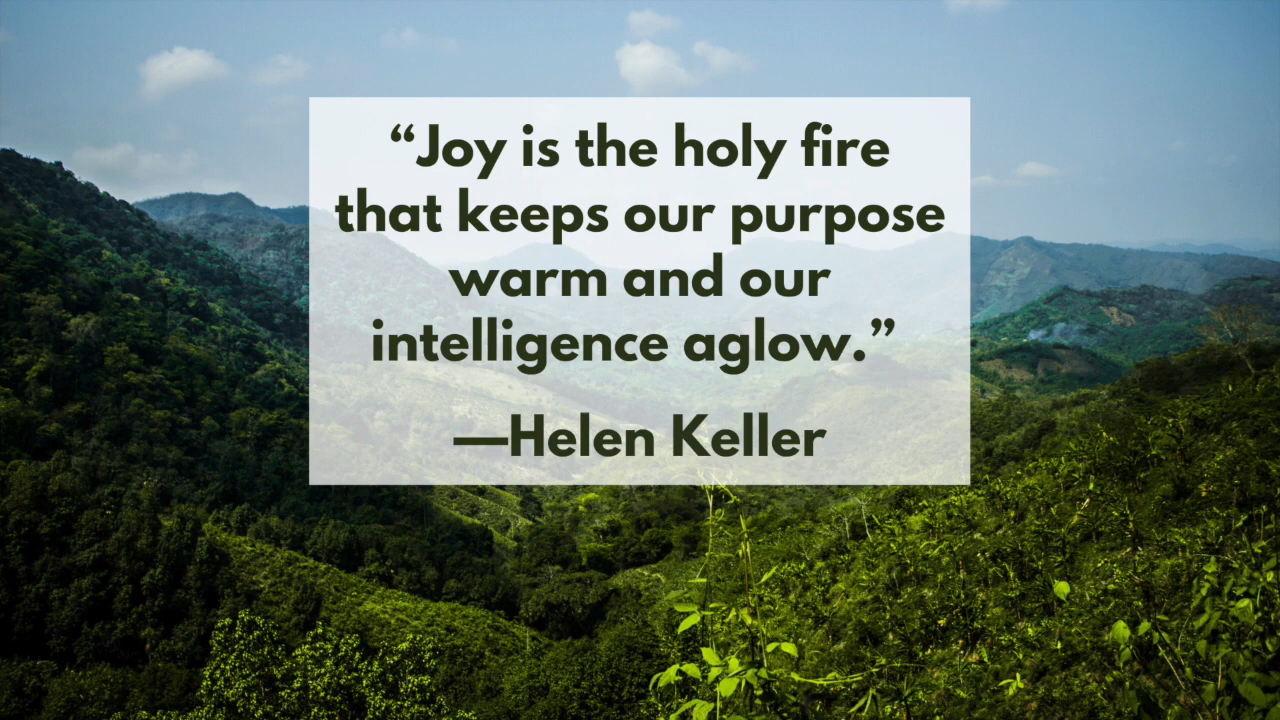 “Joy is the holy fire
that keeps our purpose
warm and our
intelligence aglow.”
—Helen Keller